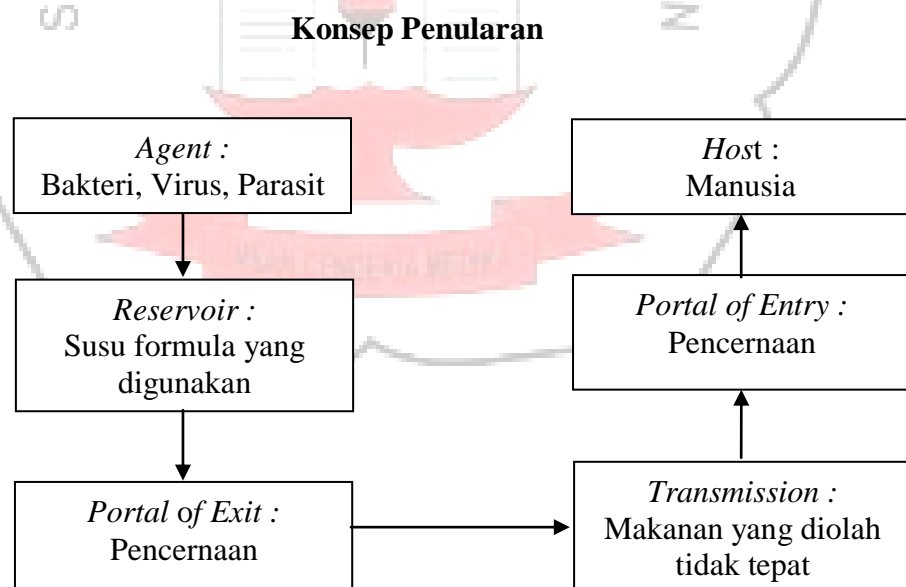 Konsep Penularan
Agent :
Bakteri, Virus, Parasit
Reservoir :
Susu formula yang
digunakan
Portal of Exit :
Pencernaan
Transmission :
Makanan yang diolah
tidak tepat
Portal of Entry :
Pencernaan
Host :
Manusia